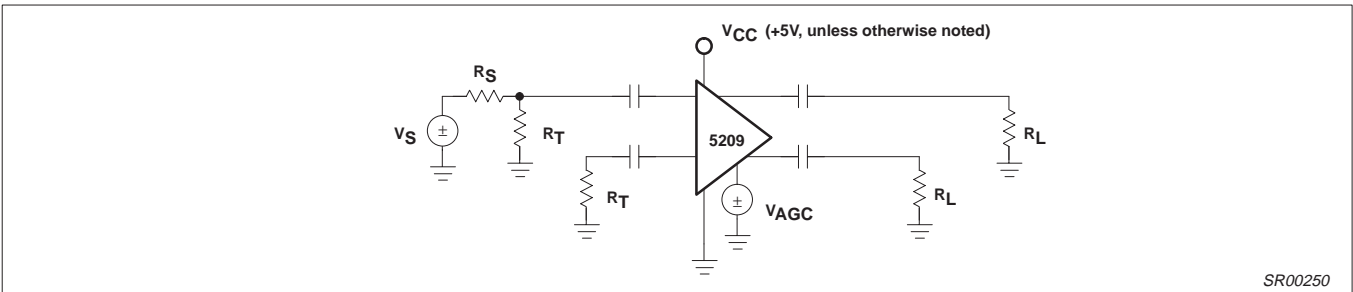 VCC (+5V, unless otherwise noted)
RS
VS
±
RT
5209
RL
RT
±
VAGC
RL
SR00250